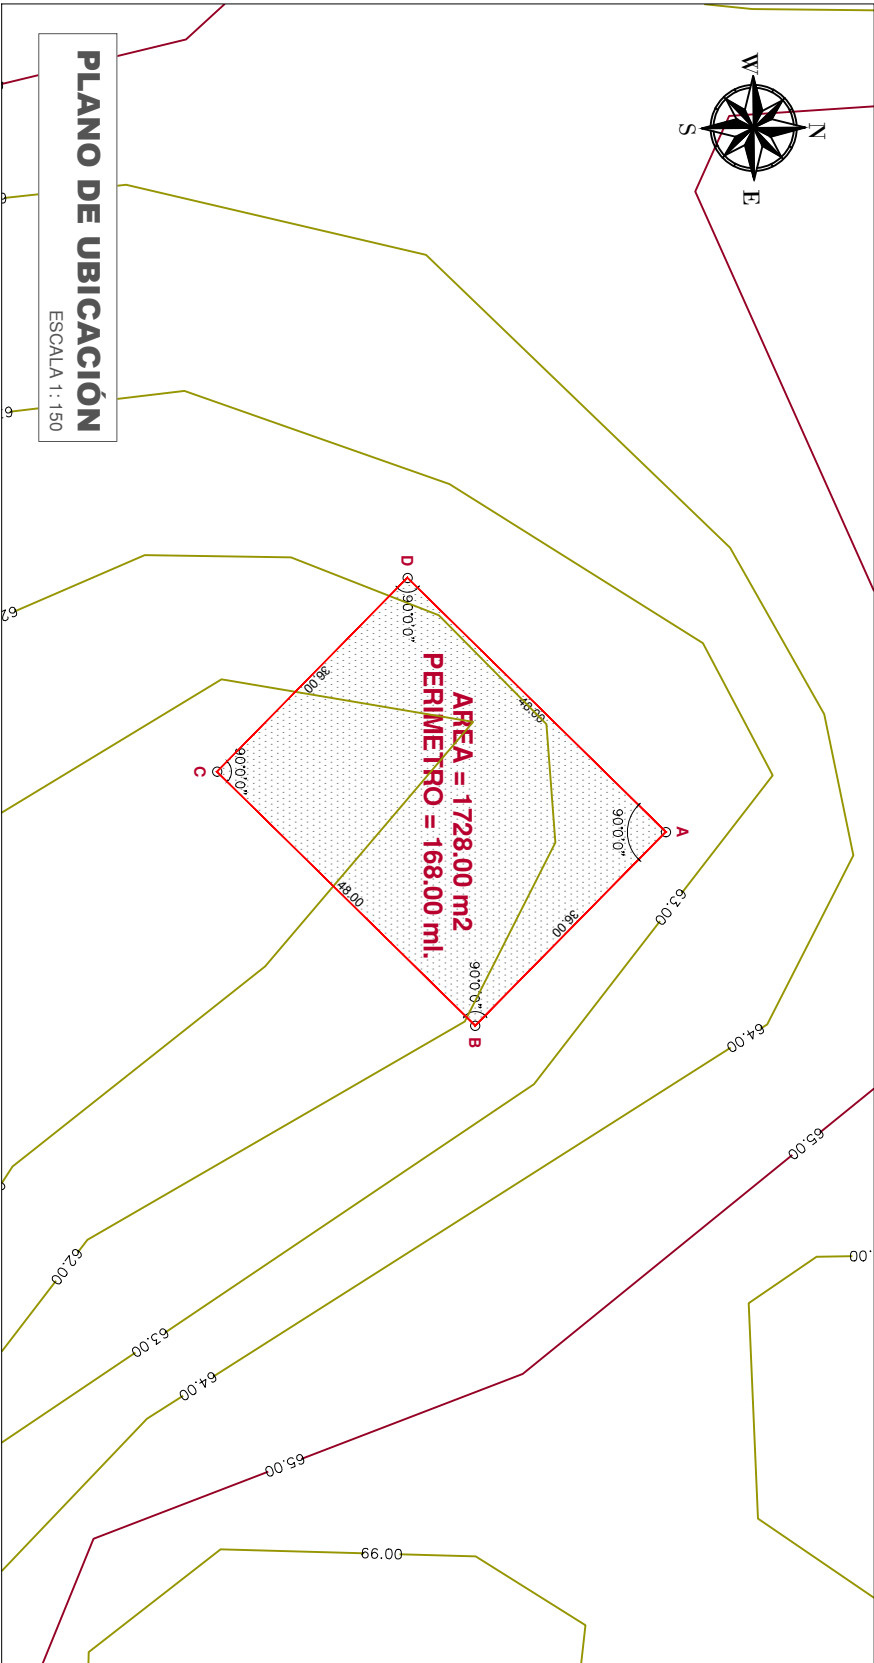 PLANO DE UBICACIÓN
ESCALA 1: 150
W
N
S
E
AREA = 1728.00 m2
PERIMETRO = 168.00 ml.
A
B
C
D
90°0'0"
90°0'0"
90°0'0"
90°0'0"
48.00
36.00
48.00
36.00
63.00
64.00
65.00
62.00
63.00
64.00
65.00
66.00
.00
62